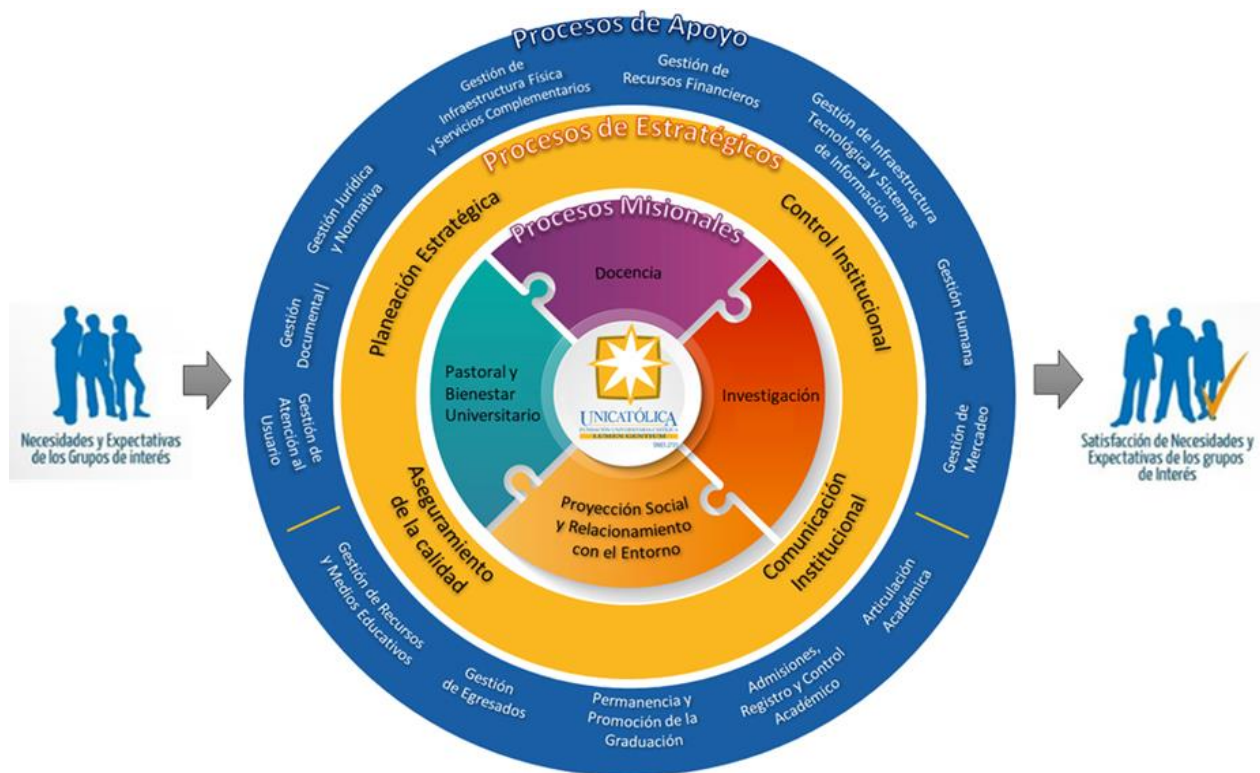 Procesos de Apoyo
Gestión de
Infraestructura Física
y Servicios Complementarios
Gestión de
Recursos Financieros
Gestión de Infraestructura
Tecnológica y Sistemas
de Información
Gestión Jurídica
y Normativa
Gestión
Documental|
Gestión de
Atención al
Usuario
Gestión Humana
Gestión de
Mercadeo
Procesos de Estratégicos
Planeación Estratégica
Control Institucional
Procesos Misionales
Docencia
Pastoral y
Bienestar
Universitario
Investigación
UNICATÓLICA
FUNDACIÓN UNIVERSITARIA CATÓLICA
LUMEN GENTIUM
Proyección Social
y Relacionamiento
con el Entorno
Aseguramiento
de la calidad
Comunicación
Institucional
Necesidades y Expectativas
de los Grupos de interés
Satisfacción de Necesidades y
Expectativas de los grupos
de Interés
Gestión de Recursos
y Medios Educativos
Gestión
de Egresados
Permanencia y
Promoción de la
Graduación
Admisiones,
Registro y Control
Académico
Articulación
Académica